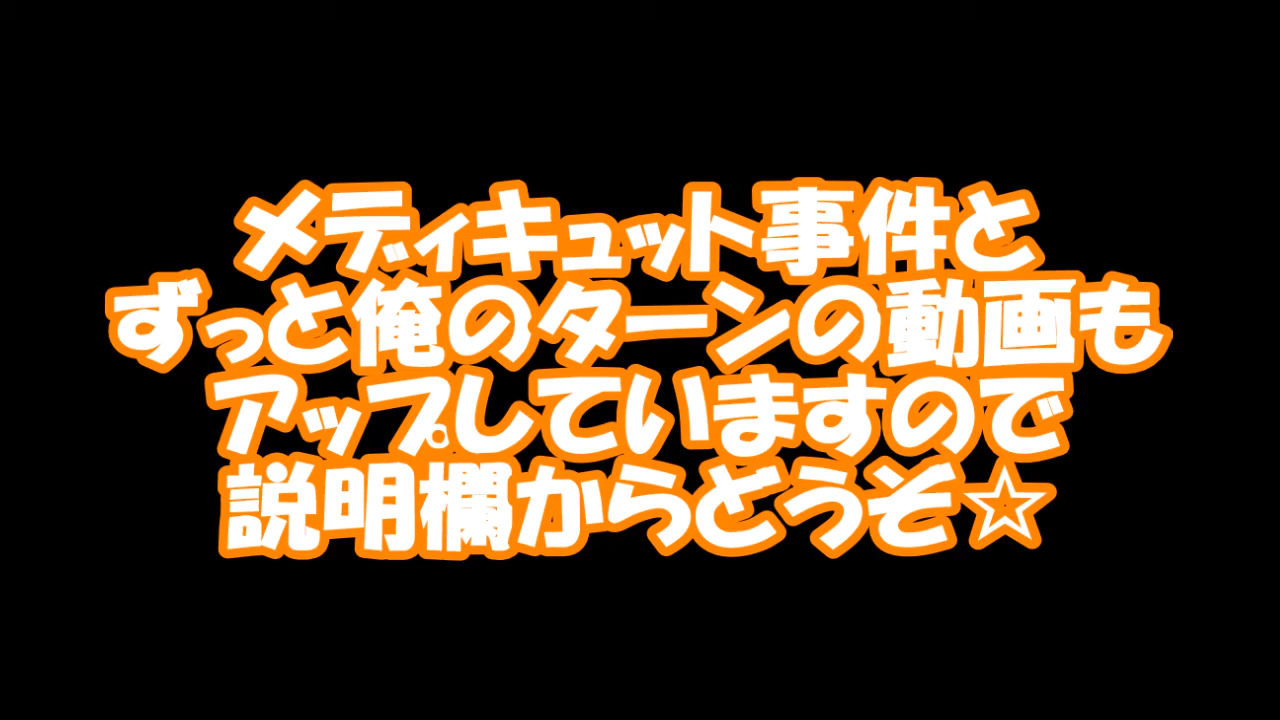 メディキュット事件と
ずっと俺のターンの動画も
アップしていますので
説明欄からどうぞ☆